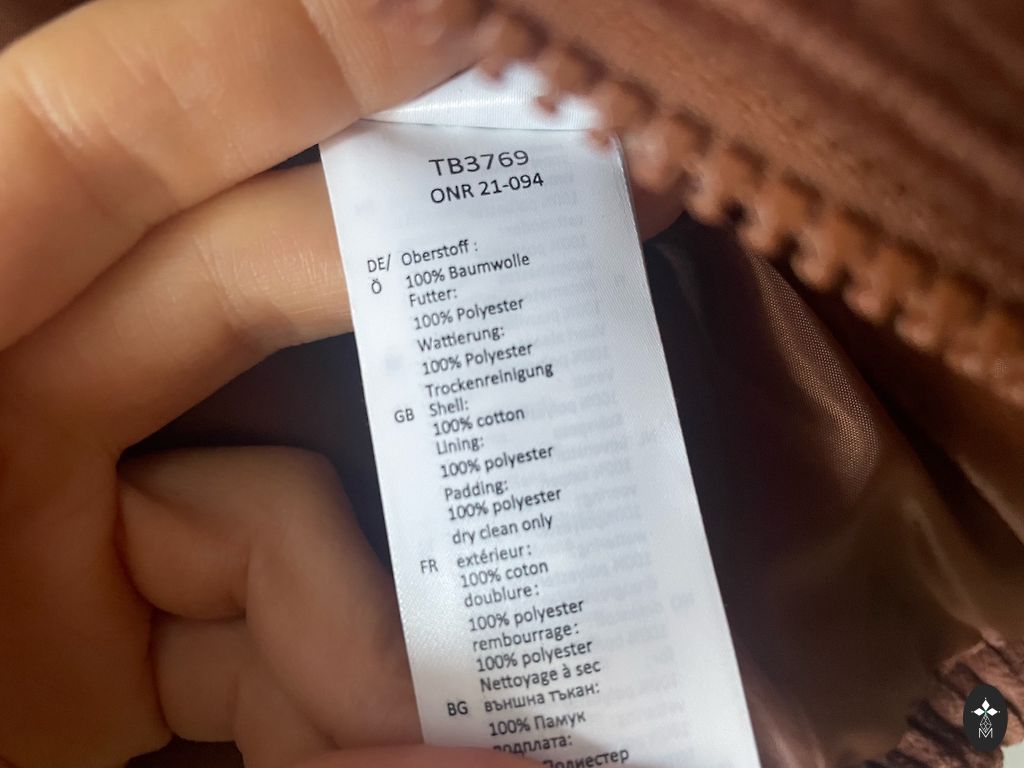 TB3769
ONR 21-094
DE/ Oberstoff :
Ö 100% Baumwolle
Futter:
100% Polyester
Wattierung:
100% Polyester
Trockenreinigung
GB Shell:
100% cotton
Lining:
100% polyester
Padding:
100% polyester
dry clean only
FR extérieur:
100% coton
doublure:
100% polyester
rembourrage:
100% polyester
Nettoyage à sec
BG външна тъкан:
100% Памук
подплата:
Полиестер